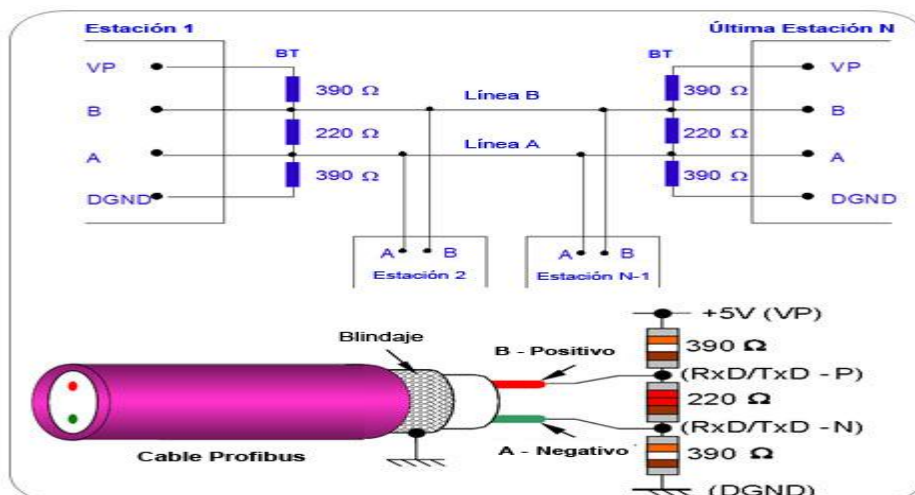 Estación 1
Última Estación N
BT
BT
VP
390 Ω
390 Ω
VP
B
Línea B
B
220 Ω
220 Ω
A
Línea A
A
390 Ω
390 Ω
DGND
DGND
A B
A B
Estación 2
Estación N-1
+5V (VP)
Blindaje
B - Positivo
390 Ω
(RxD/TxD - P)
220 Ω
(RxD/TxD - N)
Cable Profibus
A - Negativo
390 Ω
(DGND)